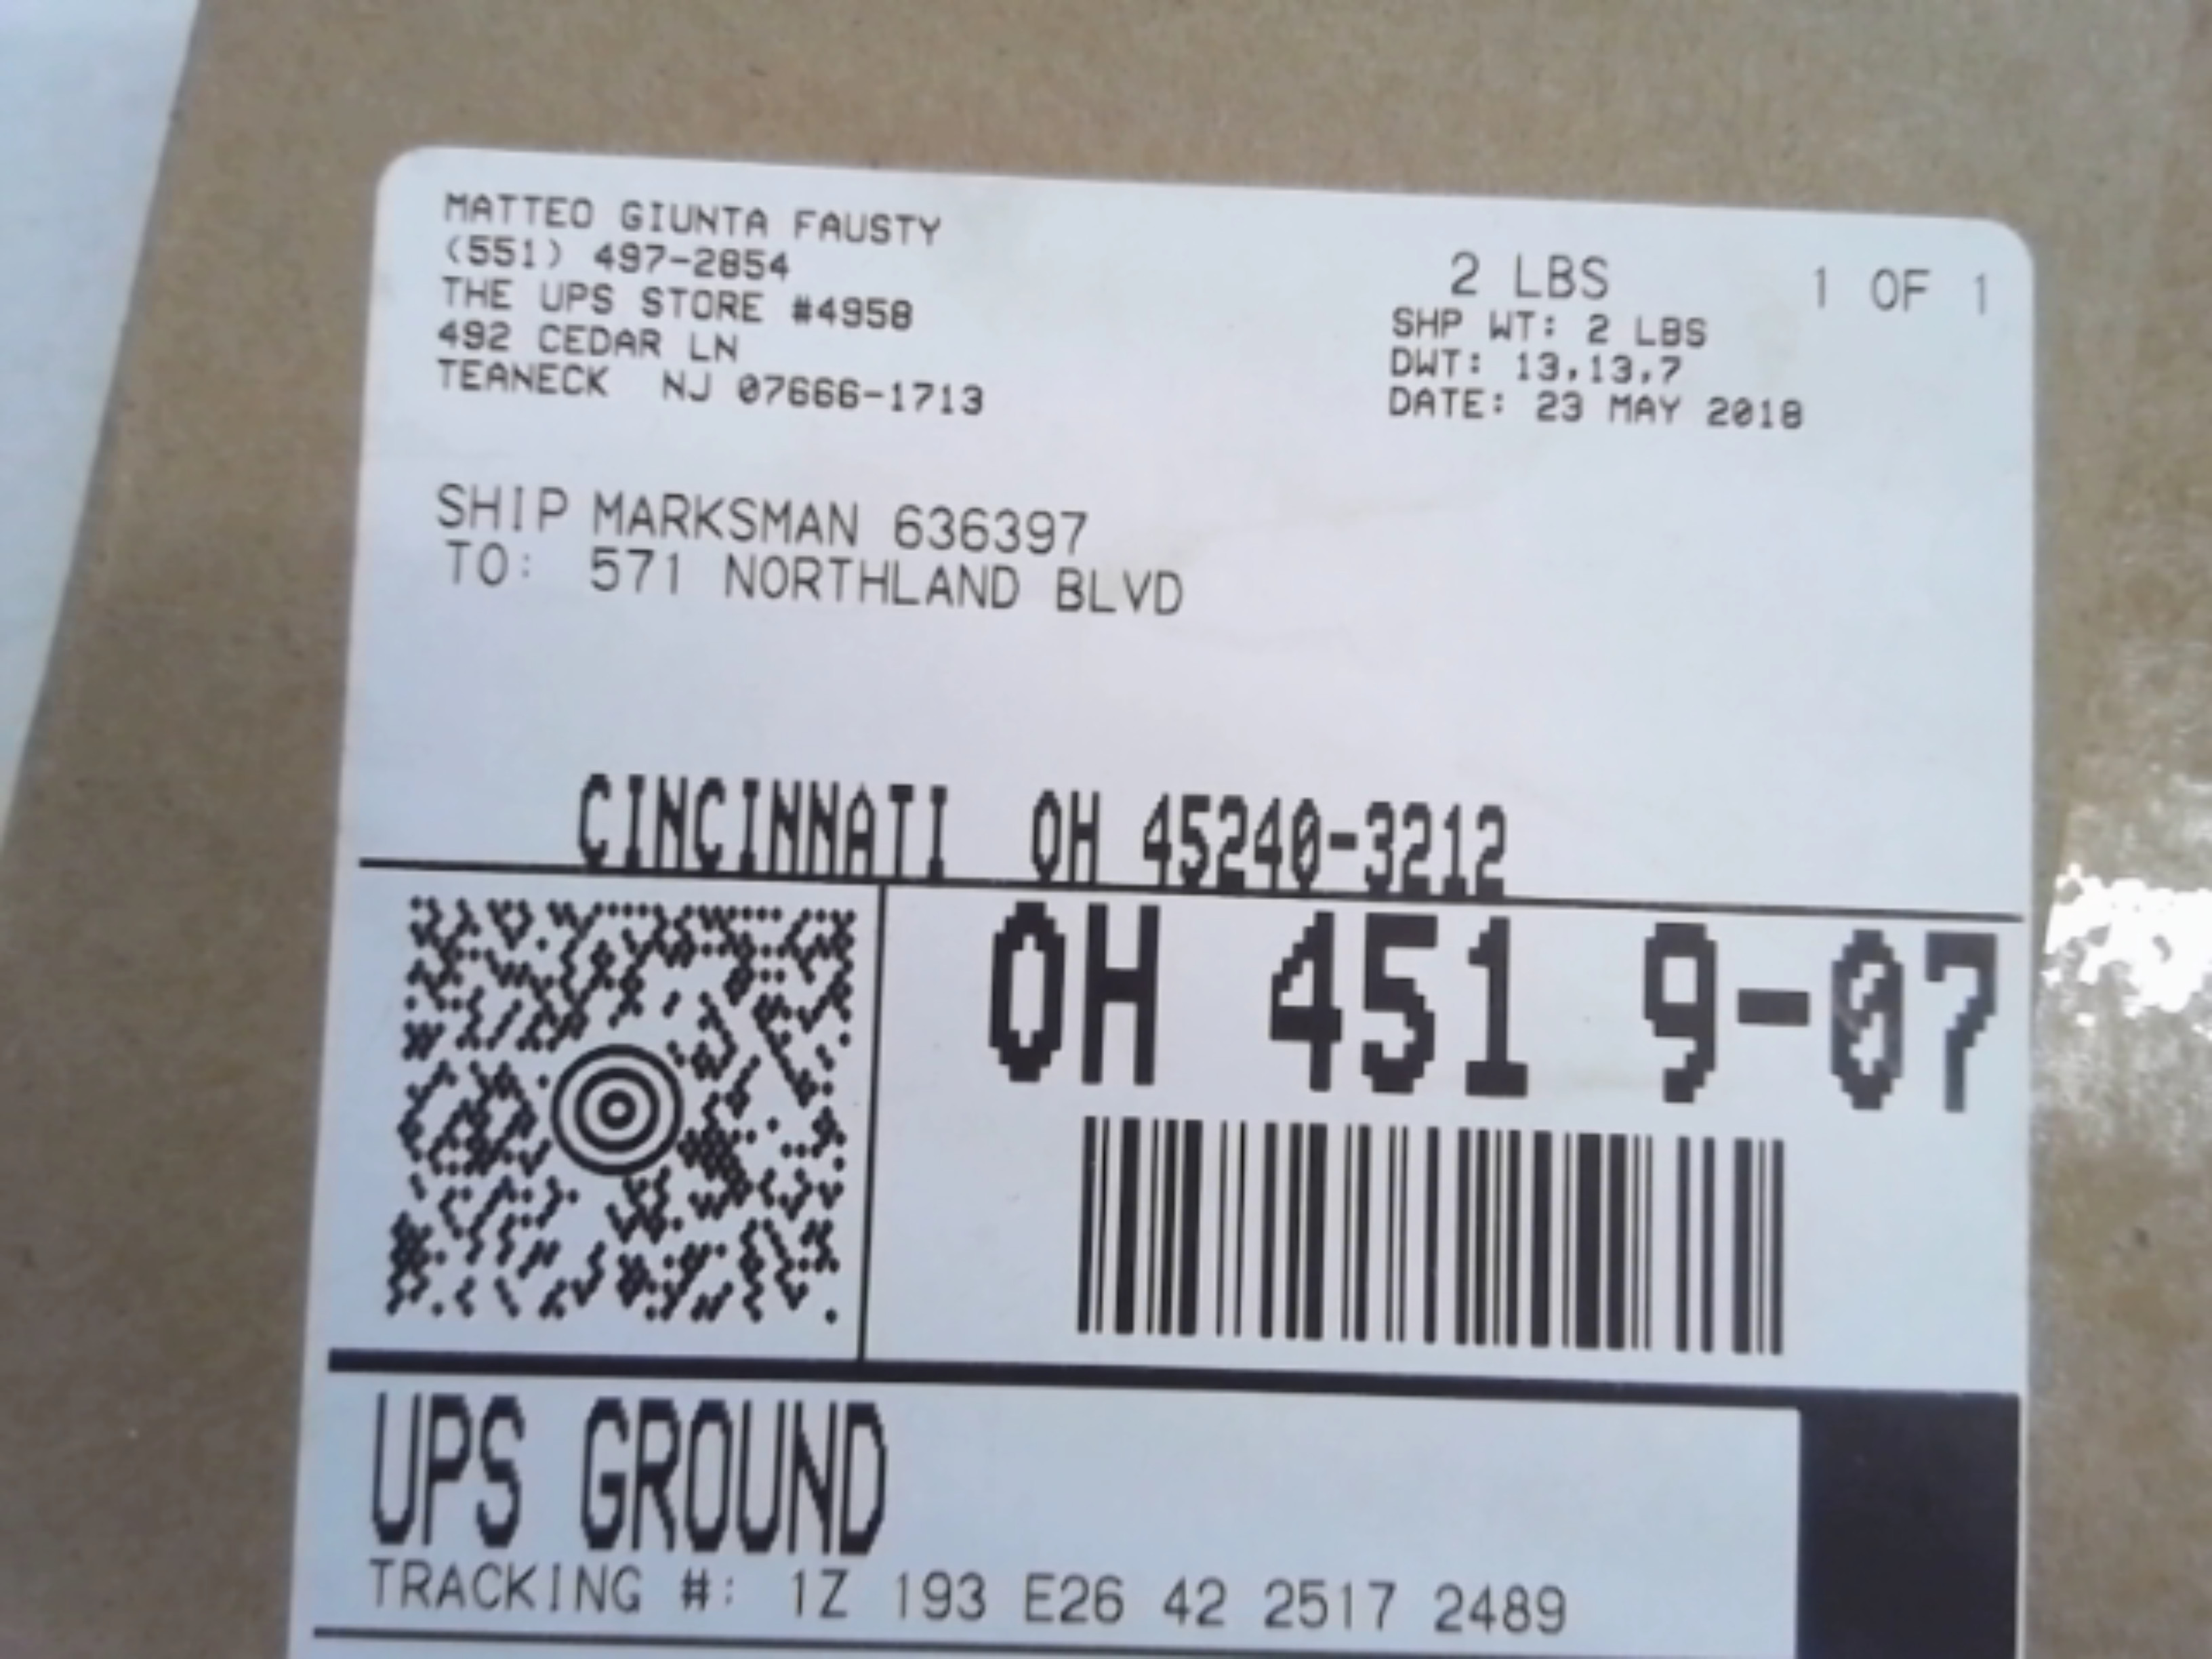 MATTEO GIUNTA FAUSTY
(551) 497-2854
THE UPS STORE #4958
492 CEDAR LN
TEANECK NJ 07666-1713
2 LBS 1 OF 1
SHP WT: 2 LBS
DWT: 13,13,7
DATE: 23 MAY 2018
SHIP MARKSMAN 636397
TO: 571 NORTHLAND BLVD
CINCINNATI OH 45240-3212
OH 451 9-07
UPS GROUND
TRACKING #: 1Z 193 E26 42 2517 2489